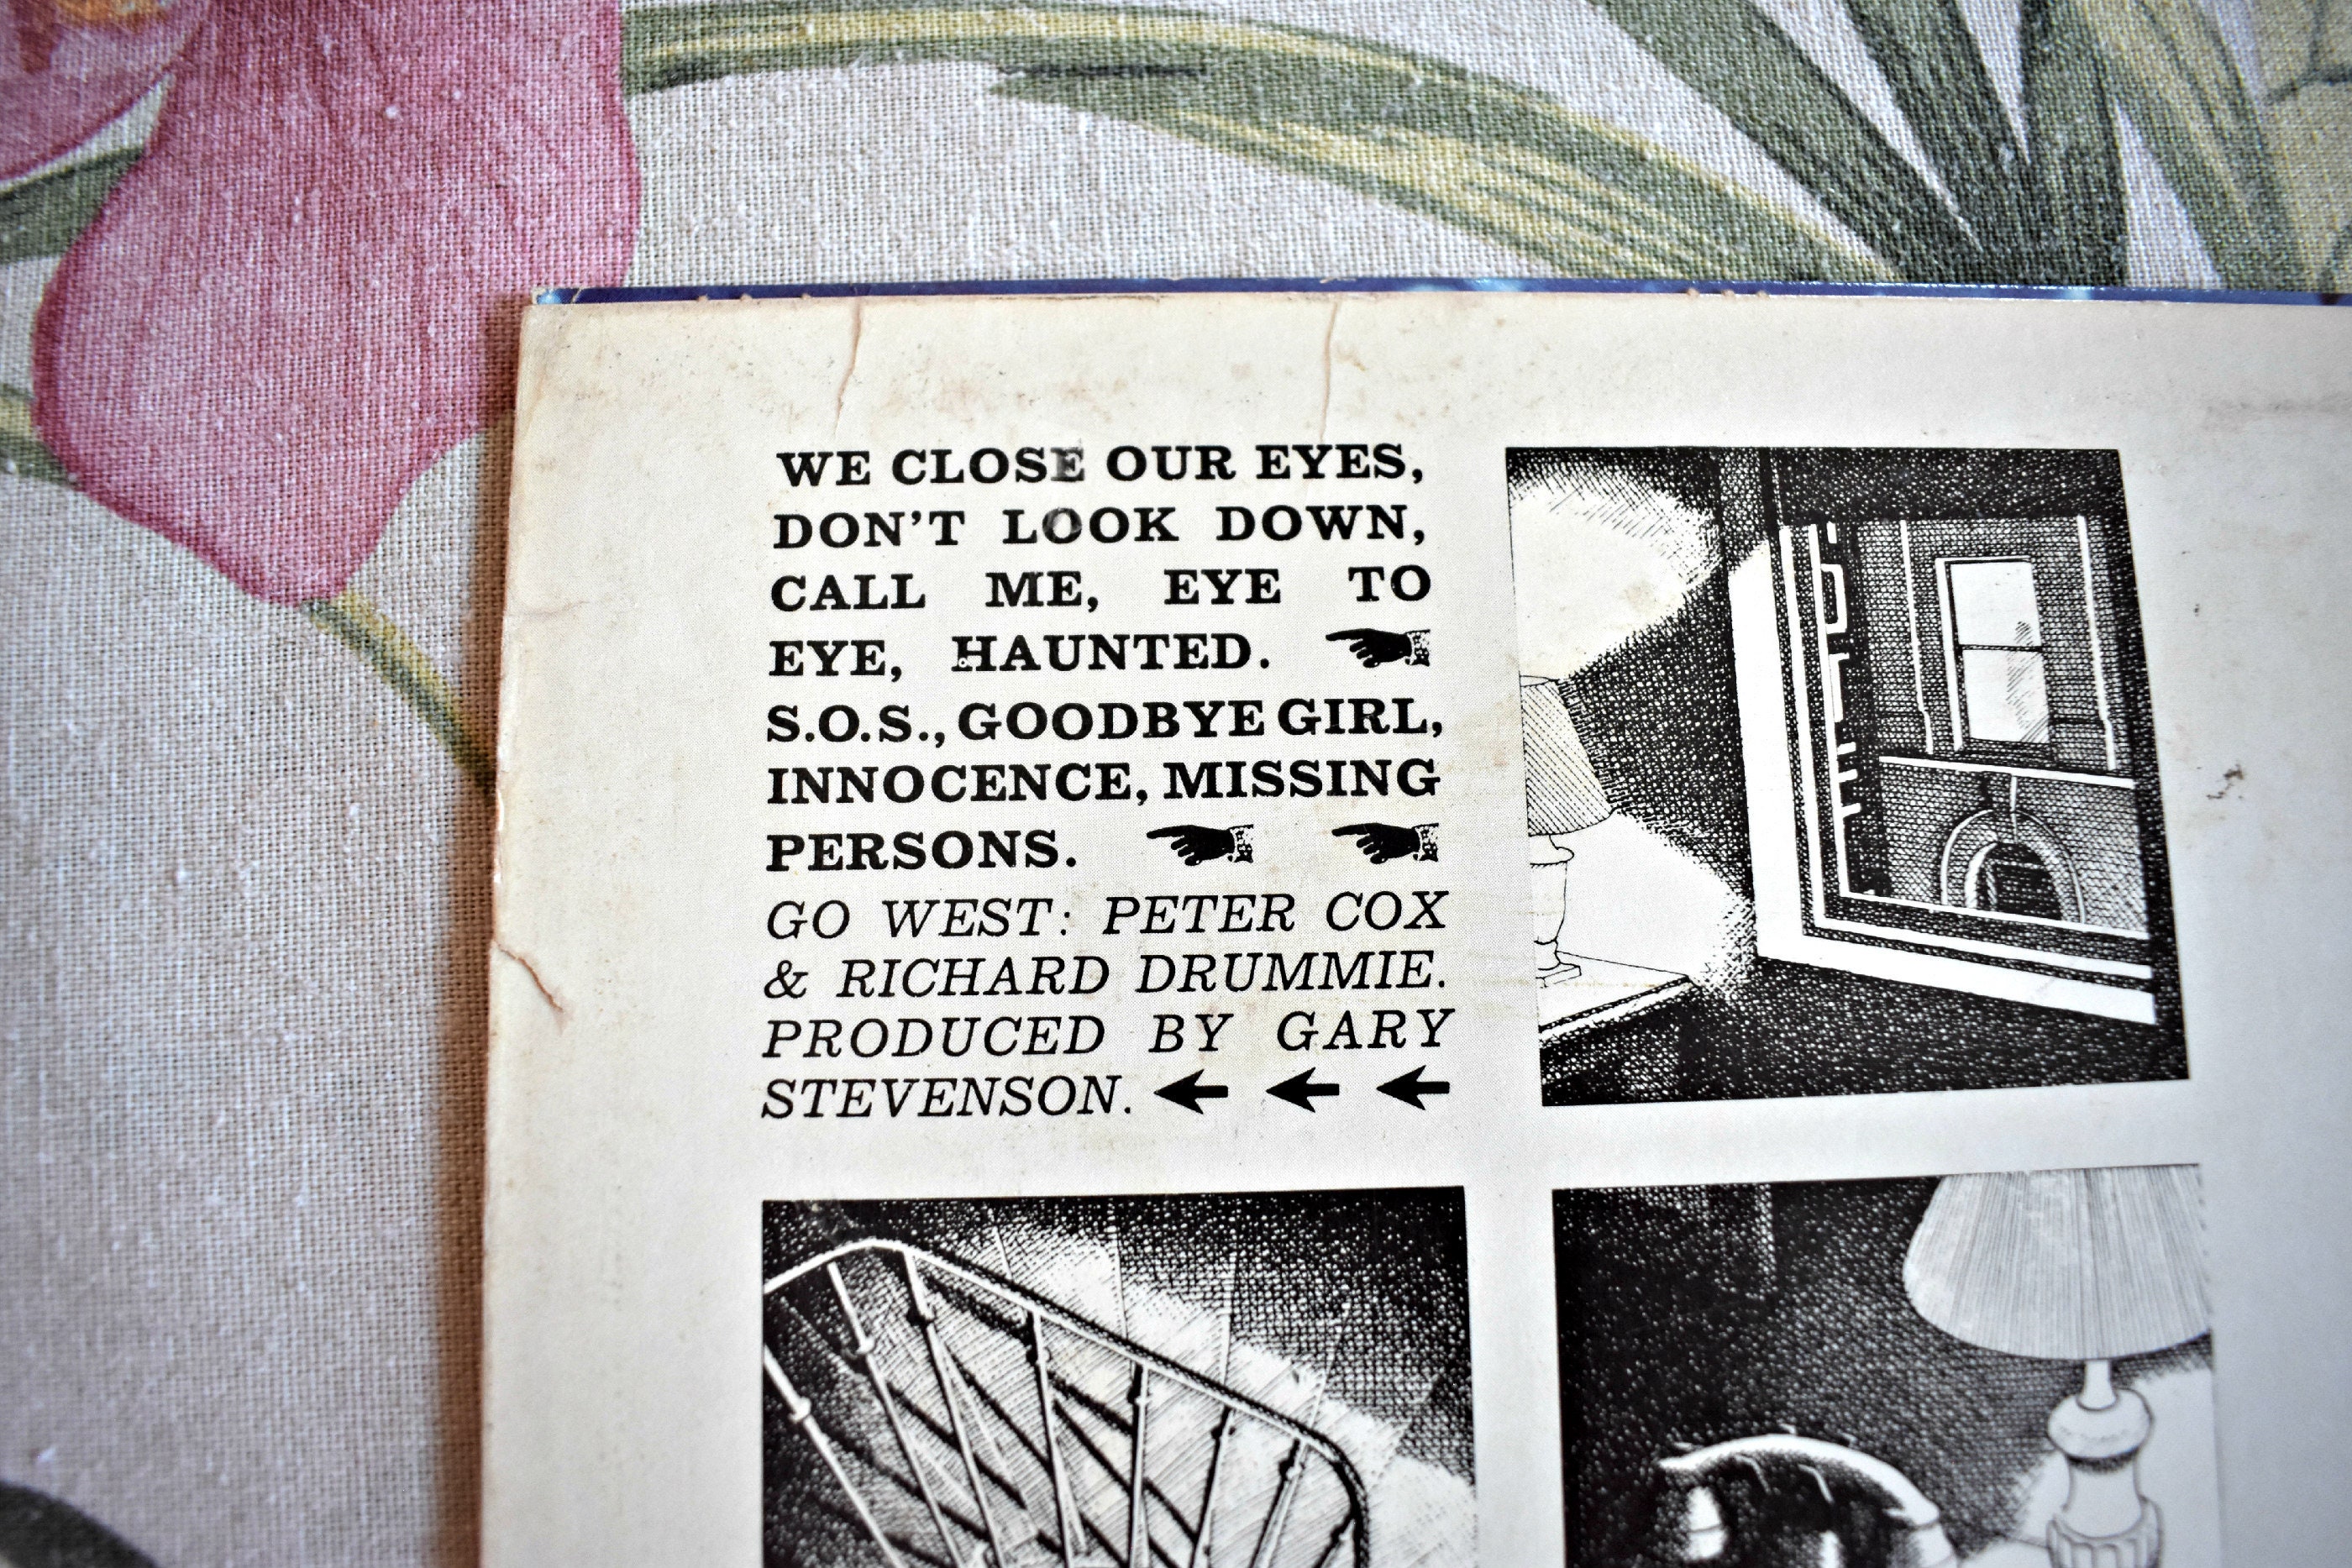 WE CLOSE OUR EYES,
DON'T LOOK DOWN,
CALL ME, EYE TO
EYE, HAUNTED.
S.O.S., GOODBYE GIRL,
INNOCENCE, MISSING
PERSONS.
GO WEST: PETER COX
& RICHARD DRUMMIE.
PRODUCED BY GARY
STEVENSON.